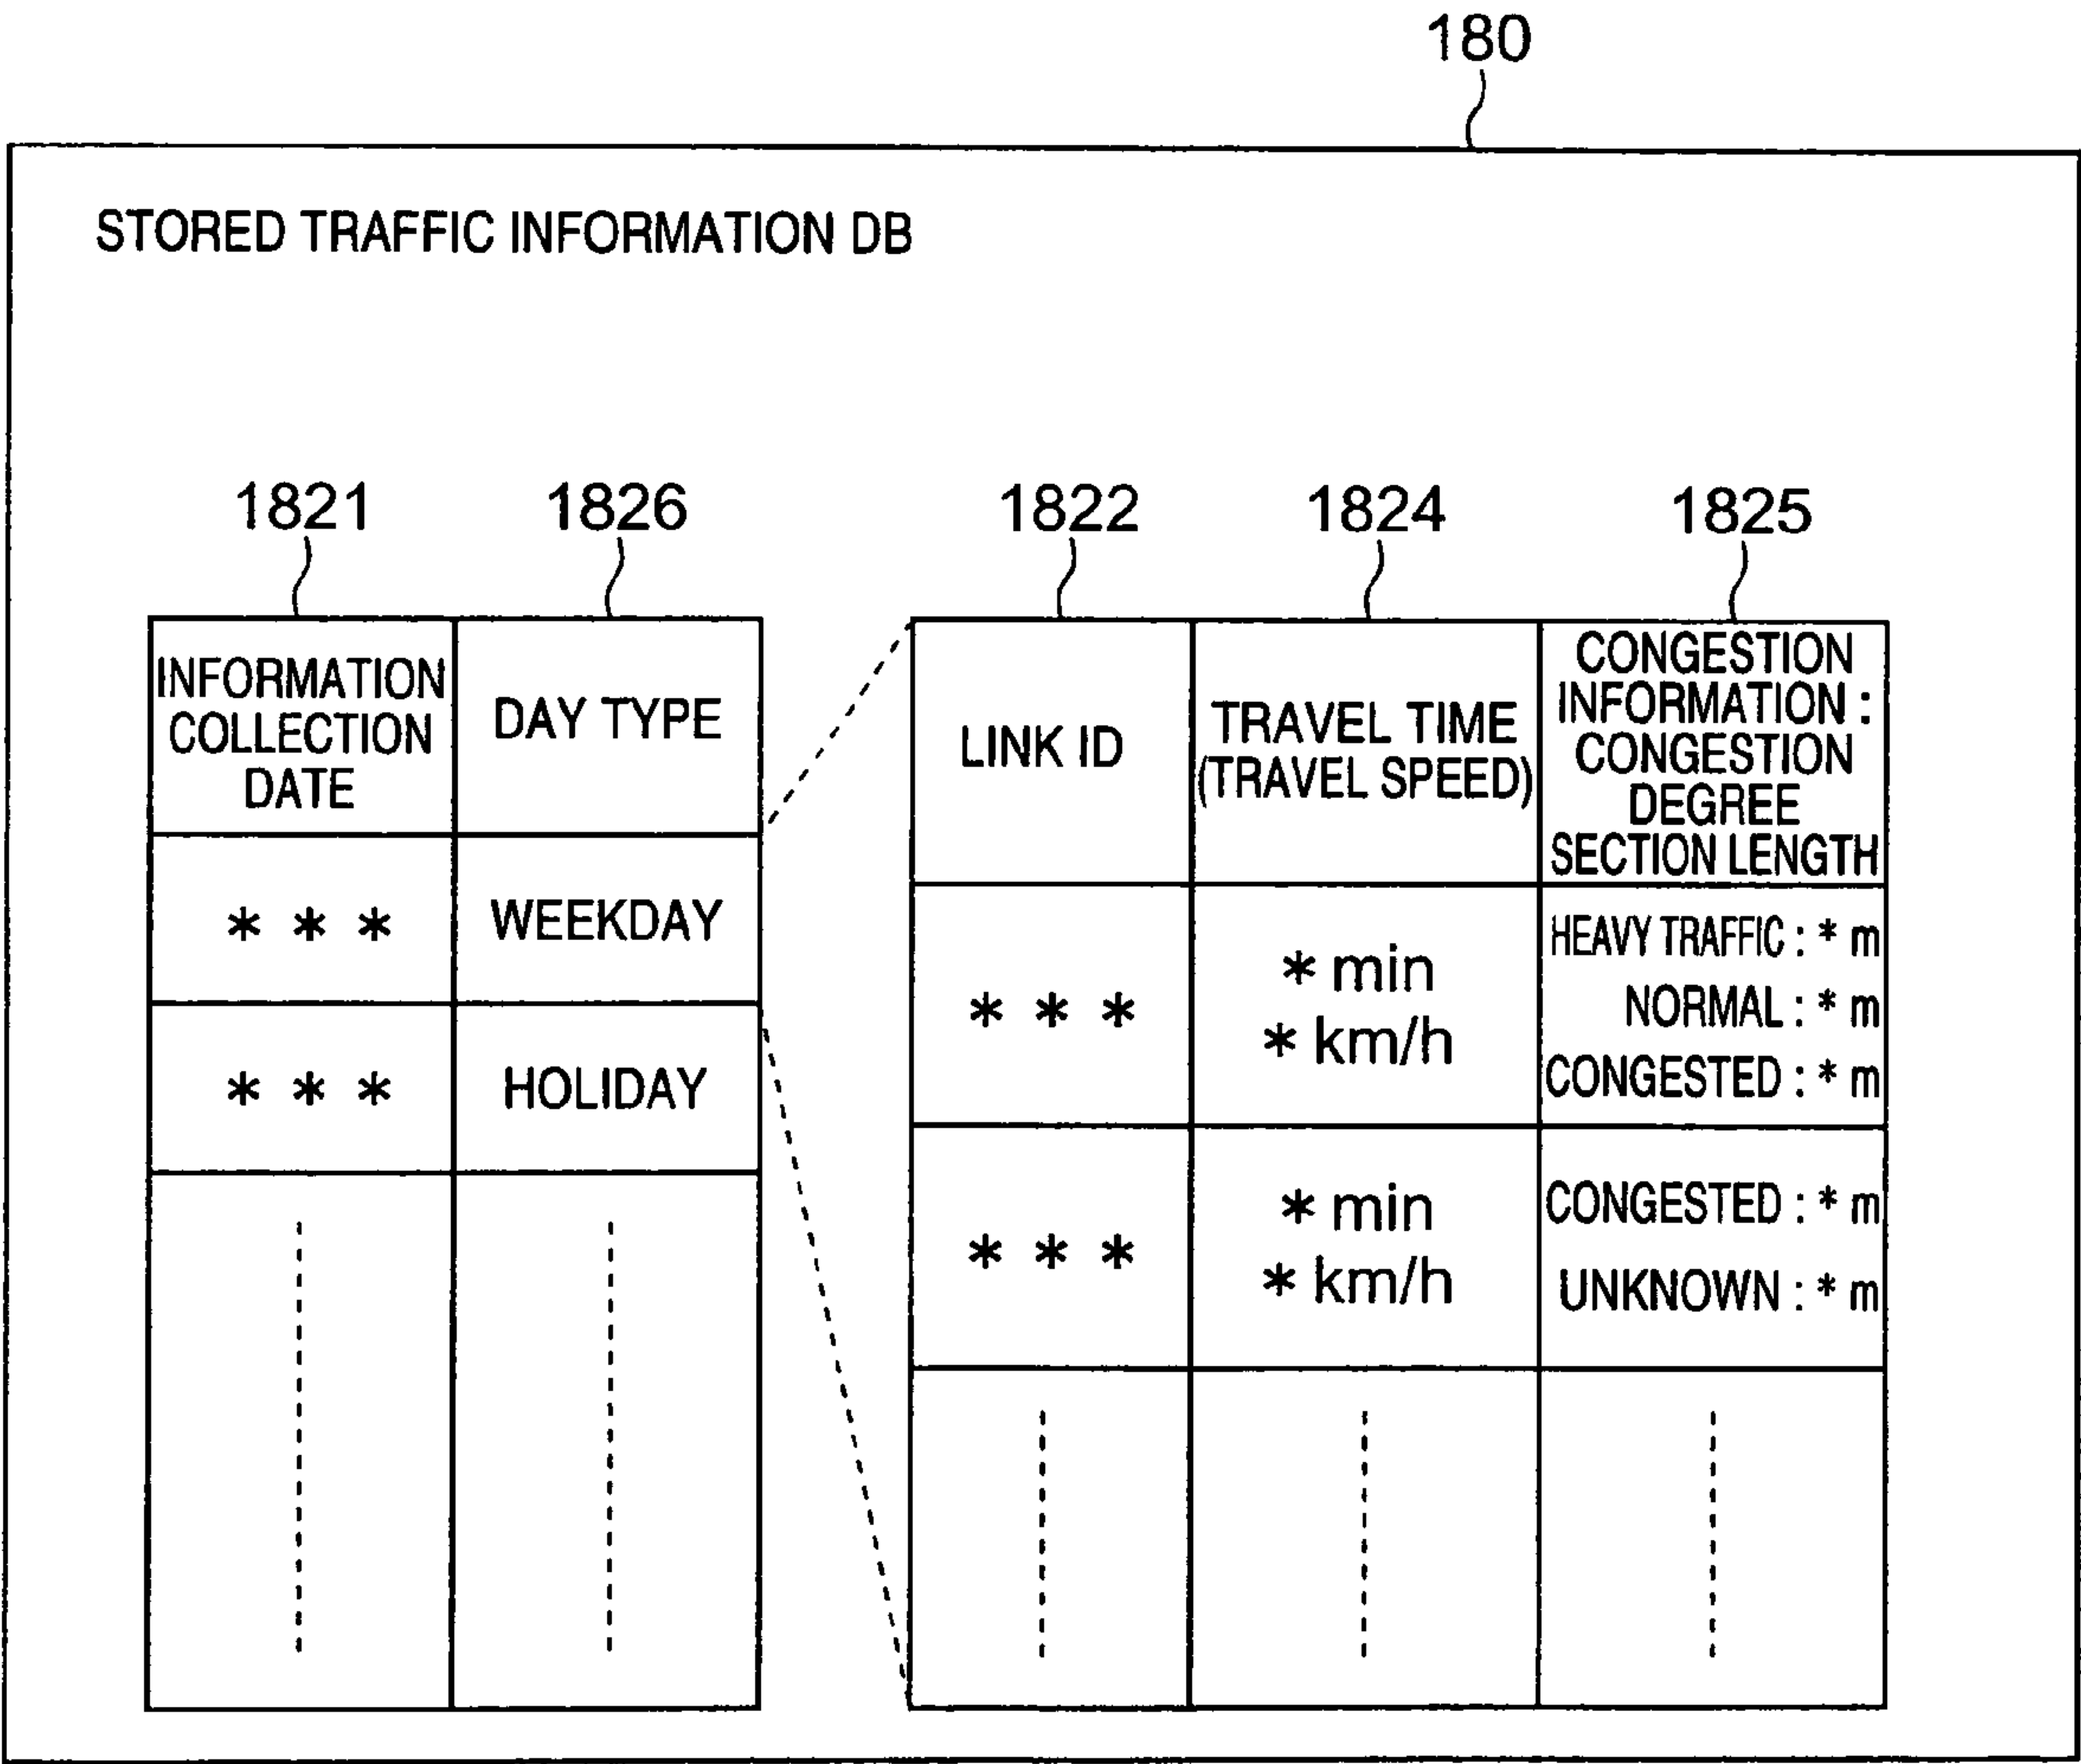 180
STORED TRAFFIC INFORMATION DB
1821
1826
INFORMATION
COLLECTION
DATE
DAY TYPE
* * *
WEEKDAY
* * *
HOLIDAY
1822
1824
1825
LINK ID
TRAVEL TIME
(TRAVEL SPEED)
CONGESTION
INFORMATION :
CONGESTION
DEGREE
SECTION LENGTH
* * *
* min
* km/h
HEAVY TRAFFIC : * m
NORMAL : * m
CONGESTED : * m
* * *
* min
* km/h
CONGESTED : * m
UNKNOWN : * m